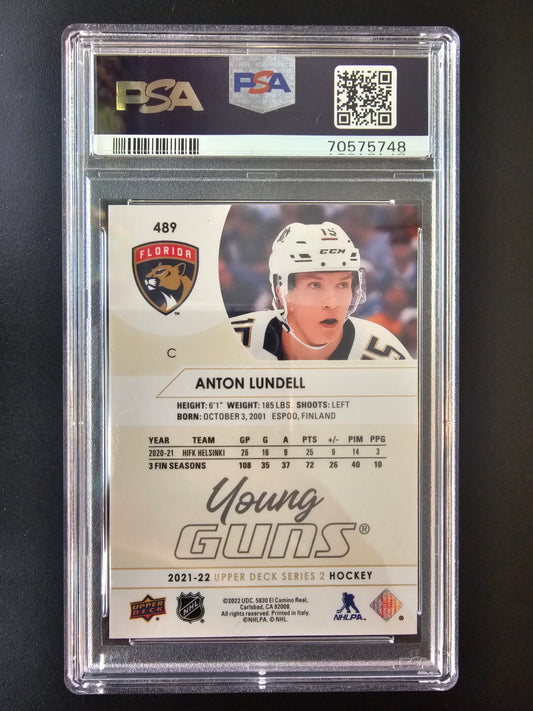 PSA
PSA
70575748
489
FLORIDA
TM
15
CCM
15
C
ANTON LUNDELL
HEIGHT: 6'1" WEIGHT: 185 LBS. SHOOTS: LEFT
BORN: OCTOBER 3, 2001 ESPOO, FINLAND
YEAR TEAM GP G A PTS +/- PIM PPG
2020-21 HIFK HELSINKI 26 16 9 25 9 14 3
3 FIN SEASONS 108 35 37 72 26 40 10
Young
GUNS®
2021-22 UPPER DECK SERIES 2 HOCKEY
UPPER DECK
NHL
©2022 UDC. 5830 El Camino Real,
Carlsbad, CA 92008.
All rights reserved. Printed in Italy.
©NHLPA. © NHL.
NHLPA